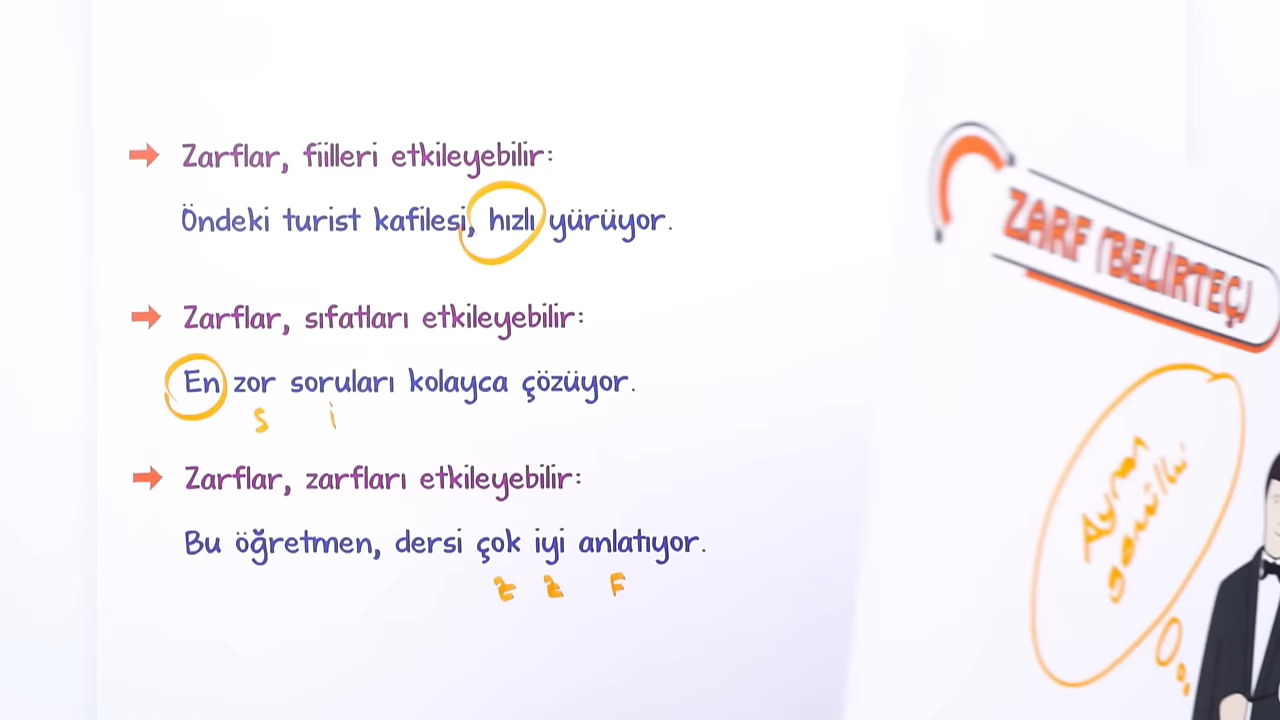 Zarflar, fiilleri etkileyebilir:
Öndeki turist kafilesi, hızlı yürüyor.
Zarflar, sıfatları etkileyebilir:
En zor soruları kolayca çözüyor.
S i
Zarflar, zarfları etkileyebilir:
Bu öğretmen, dersi çok iyi anlatıyor.
z z F
ZARF (BELİRTEÇ)